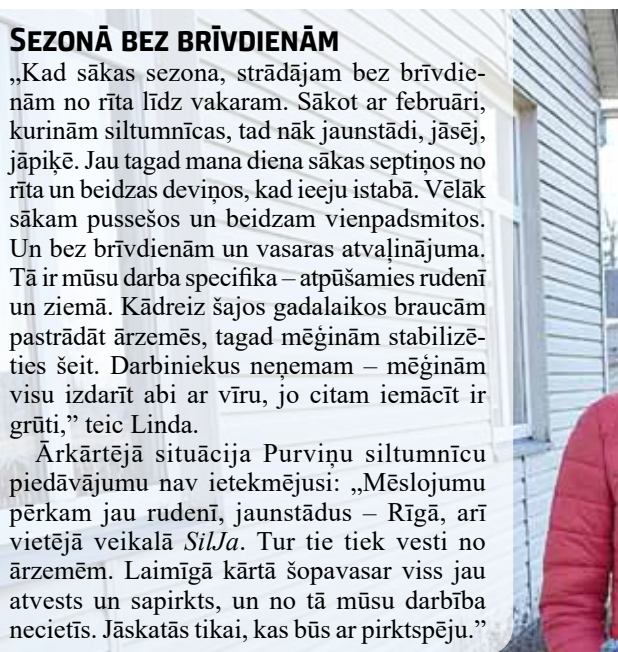 SEZONĀ BEZ BRĪVDIENĀM
„Kad sākas sezona, strādājam bez brīvdie-
nām no rīta līdz vakaram. Sākot ar februāri,
kurinām siltumnīcas, tad nāk jaunstādi, jāsēj,
jāpiķē. Jau tagad mana diena sākas septiņos no
rīta un beidzas deviņos, kad ieeju istabā. Vēlāk
sākam pussešos un beidzam vienpadsmitos.
Un bez brīvdienām un vasaras atvaļinājuma.
Tā ir mūsu darba specifika – atpūšamies rudenī
un ziemā. Kādreiz šajos gadalaikos braucām
pastrādāt ārzemēs, tagad mēģinām stabilizē-
ties šeit. Darbiniekus neņemam – mēģinām
visu izdarīt abi ar vīru, jo citam iemācīt ir
grūti,” teic Linda.
Ārkārtējā situācija Purviņu siltumnīcu
piedāvājumu nav ietekmējusi: „Mēslojumu
pērkam jau rudenī, jaunstādus – Rīgā, arī
vietējā veikalā SilJa. Tur tie tiek vesti no
ārzemēm. Laimīgā kārtā šopavasar viss jau
atvests un sapirkts, un no tā mūsu darbība
necietīs. Jāskatās tikai, kas būs ar pirktspēju.”